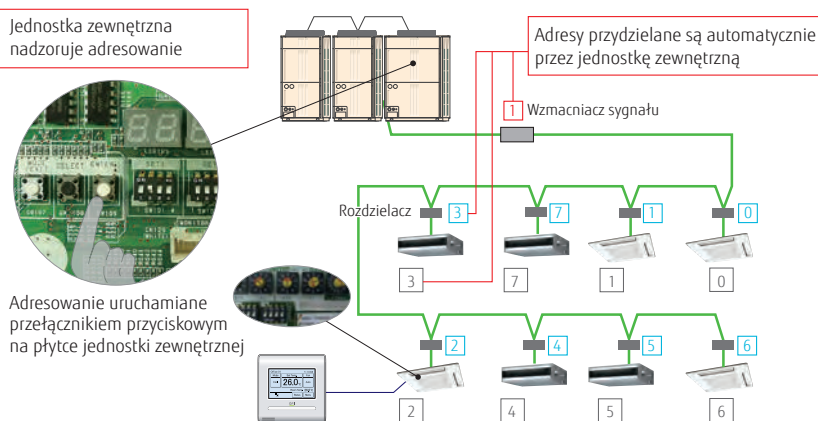 Jednostka zewnętrzna
nadzoruje adresowanie
Adresy przydzielane są automatycznie
przez jednostkę zewnętrzną
1 Wzmacniacz sygnału
Rozdzielacz 3 7 1 0
3 7 1 0
Adresowanie uruchamiane
przełącznikiem przyciskowym
na płytce jednostki zewnętrznej
2 4 5 6
26.0
2 4 5 6
SELECT